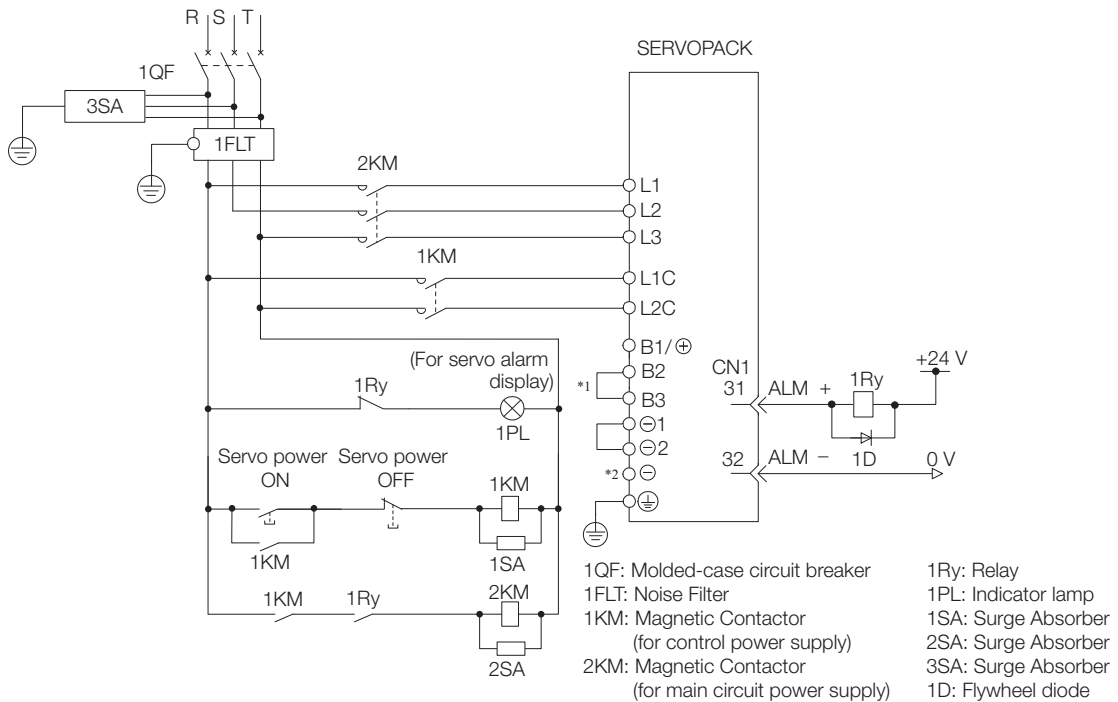 R S T
SERVOPACK
1QF
3SA
1FLT
2KM
L1
L2
L3
1KM
L1C
L2C
B1/⊕
(For servo alarm
display)
B2
CN1
+24 V
*1
1Ry
1Ry
31
ALM +
B3
1PL
⊖1
⊖2
1D
Servo power
ON
Servo power
OFF
32
ALM −
0 V
*2
⊖
1KM
1KM
1SA
1KM
1Ry
2KM
2SA
1QF: Molded-case circuit breaker
1FLT: Noise Filter
1KM: Magnetic Contactor
(for control power supply)
2KM: Magnetic Contactor
(for main circuit power supply)
1Ry: Relay
1PL: Indicator lamp
1SA: Surge Absorber
2SA: Surge Absorber
3SA: Surge Absorber
1D: Flywheel diode